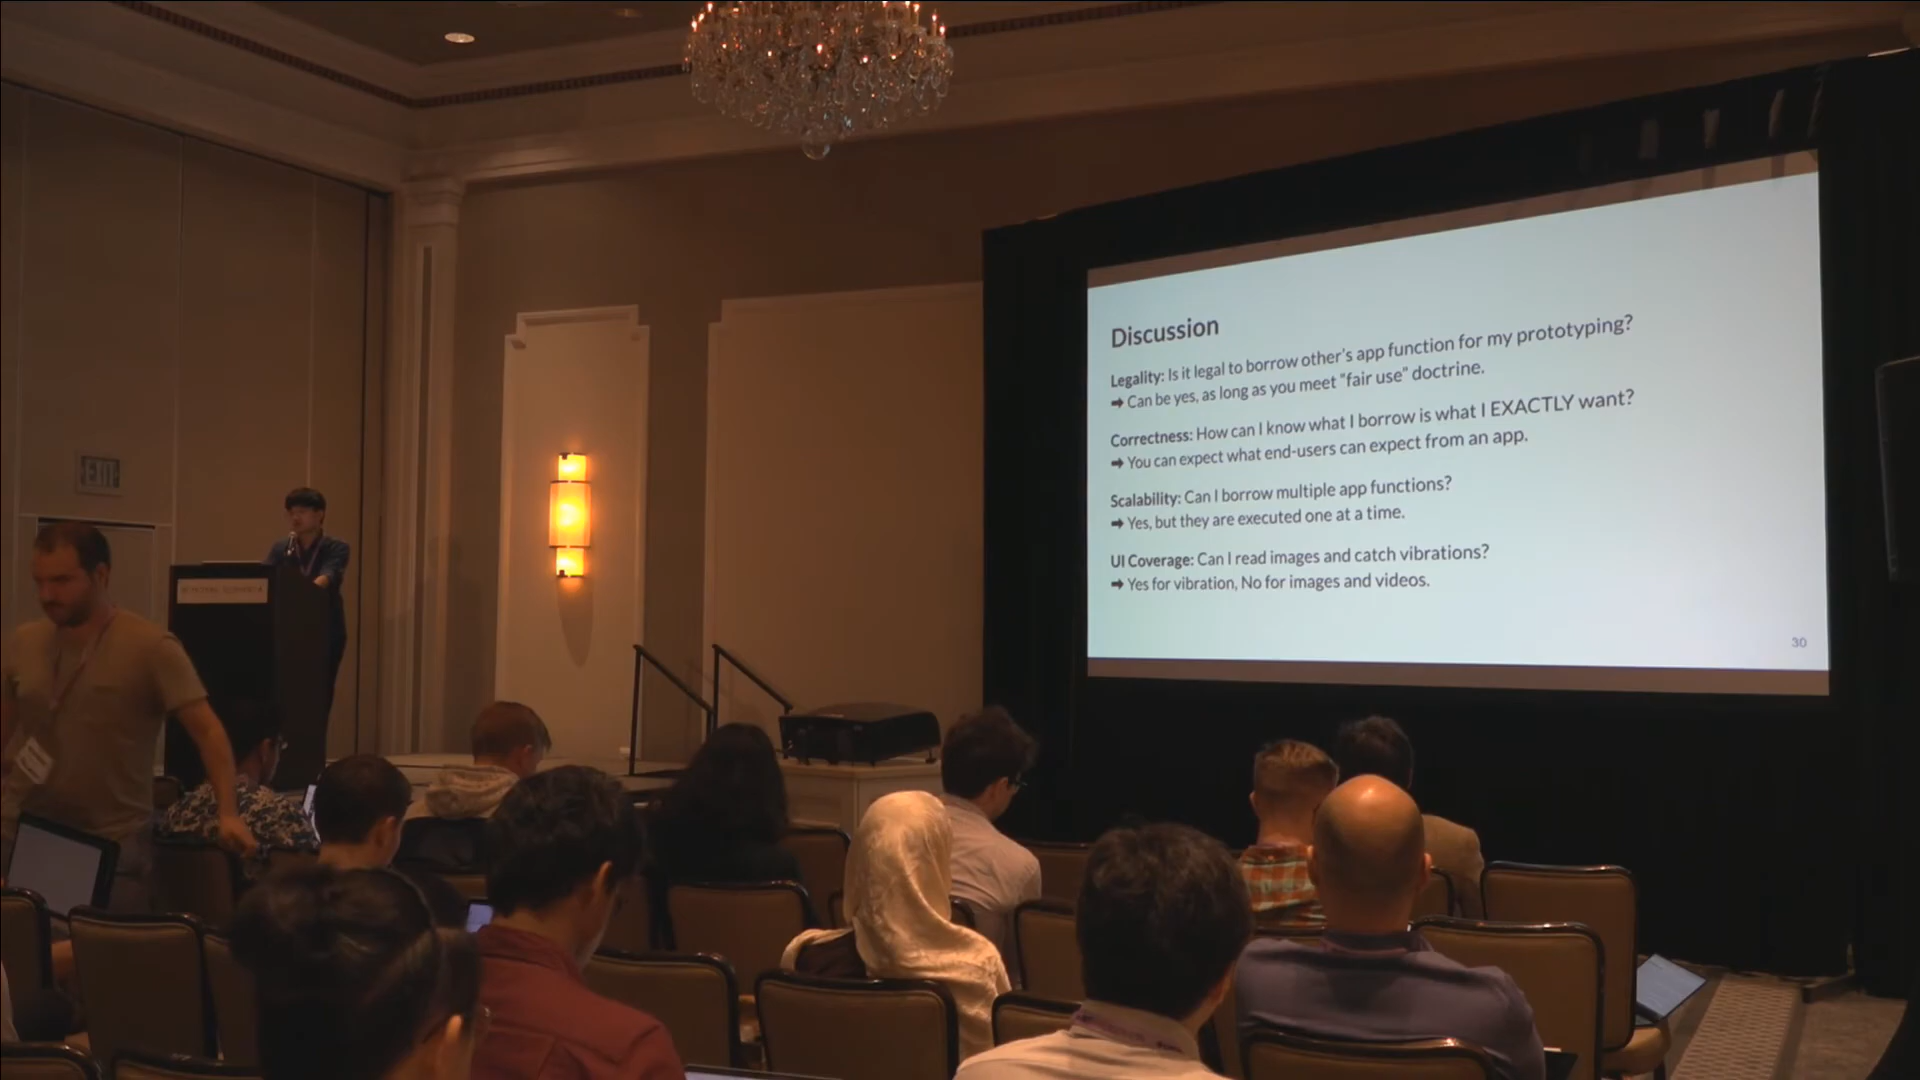 Discussion
Legality: Is it legal to borrow other's app function for my prototyping?
➡ Can be yes, as long as you meet "fair use" doctrine.
Correctness: How can I know what I borrow is what I EXACTLY want?
➡ You can expect what end-users can expect from an app.
Scalability: Can I borrow multiple app functions?
➡ Yes, but they are executed one at a time.
UI Coverage: Can I read images and catch vibrations?
➡ Yes for vibration, No for images and videos.
30
EXIT